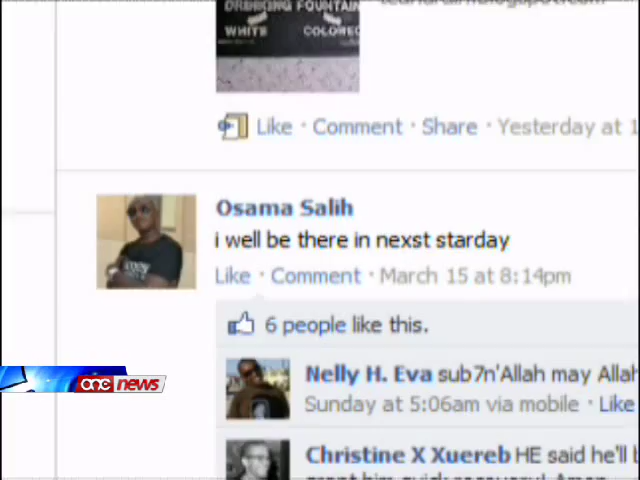 DRINKING FOUNTAIN
WHITE COLORED
Like · Comment · Share · Yesterday at 1
Osama Salih
i well be there in nexst starday
Like · Comment · March 15 at 8:14pm
6 people like this.
Nelly H. Eva sub7n'Allah may Allah
Sunday at 5:06am via mobile · Like
one news
Christine X Xuereb HE said he'll b